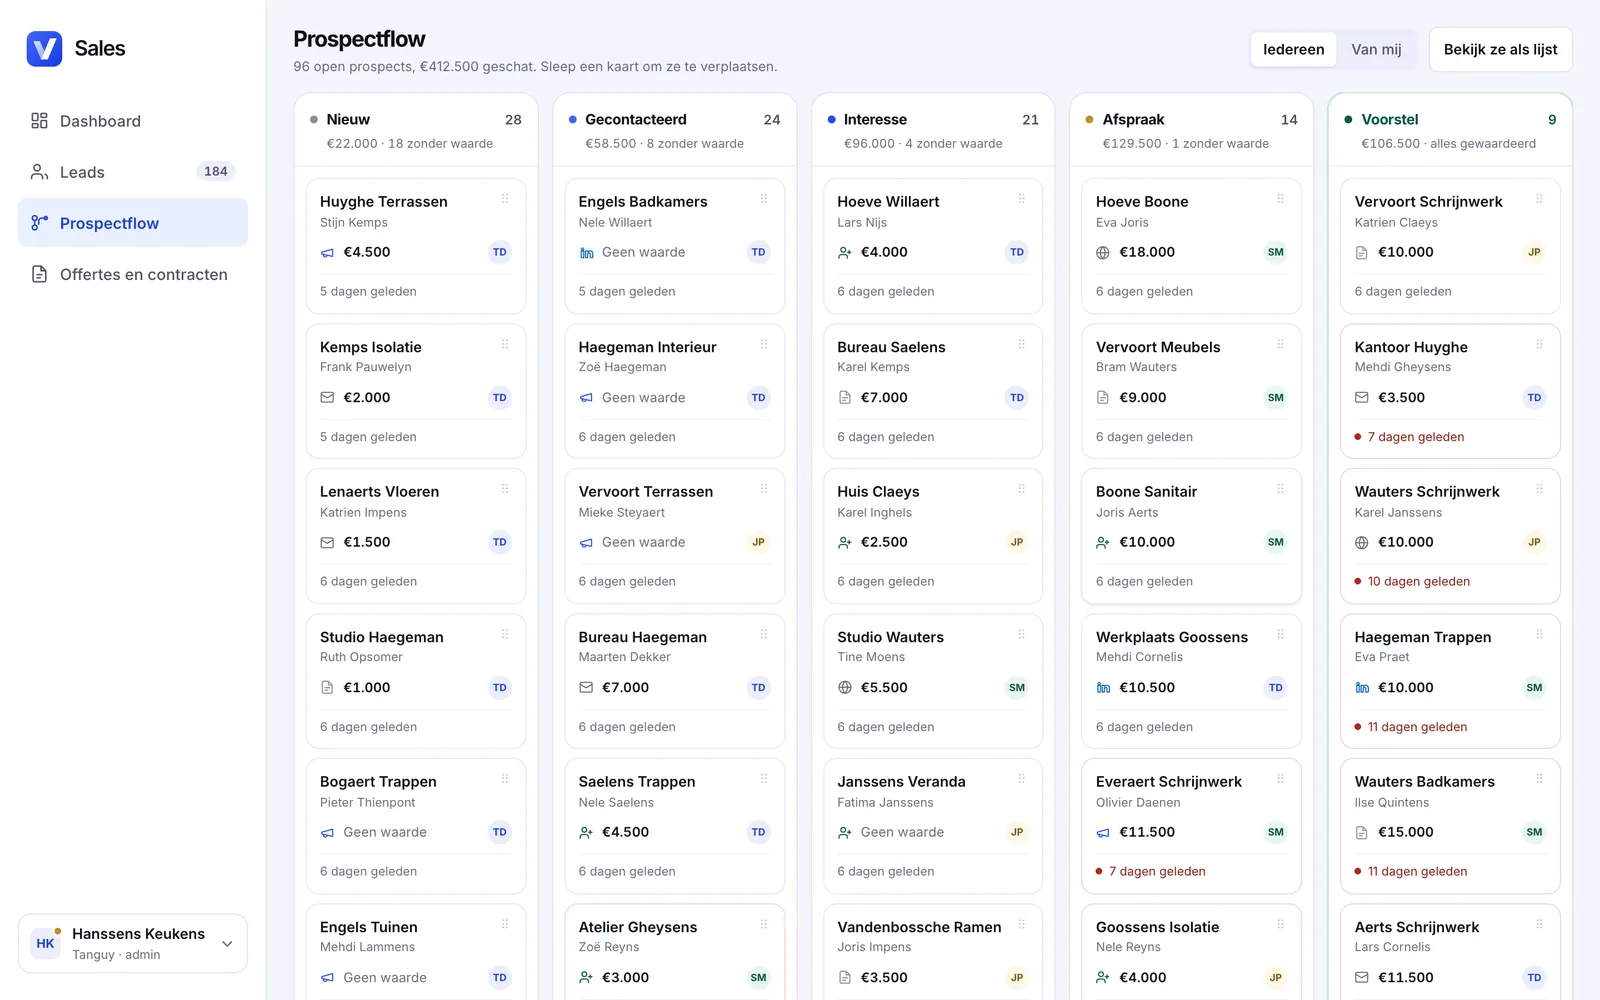 Sales
Dashboard
Leads 184
Prospectflow
Offertes en contracten
HK
Hanssens Keukens
Tanguy · admin
Prospectflow
96 open prospects, €412.500 geschat. Sleep een kaart om ze te verplaatsen.
Iedereen
Van mij
Bekijk ze als lijst
Nieuw 28
€22.000 · 18 zonder waarde
Huyghe Terrassen
Stijn Kemps
€4.500 TD
5 dagen geleden
Kemps Isolatie
Frank Pauwelyn
€2.000 TD
5 dagen geleden
Lenaerts Vloeren
Katrien Impens
€1.500 TD
6 dagen geleden
Studio Haegeman
Ruth Opsomer
€1.000 TD
6 dagen geleden
Bogaert Trappen
Pieter Thienpont
Geen waarde TD
6 dagen geleden
Engels Tuinen
Mehdi Lammens
Geen waarde TD
Gecontacteerd 24
€58.500 · 8 zonder waarde
Engels Badkamers
Nele Willaert
Geen waarde TD
5 dagen geleden
Haegeman Interieur
Zoë Haegeman
Geen waarde TD
6 dagen geleden
Vervoort Terrassen
Mieke Steyaert
Geen waarde JP
6 dagen geleden
Bureau Haegeman
Maarten Dekker
€7.000 TD
6 dagen geleden
Saelens Trappen
Nele Saelens
€4.500 TD
6 dagen geleden
Atelier Gheysens
Zoë Reyns
€3.000 SM
Interesse 21
€96.000 · 4 zonder waarde
Hoeve Willaert
Lars Nijs
€4.000 TD
6 dagen geleden
Bureau Saelens
Karel Kemps
€7.000 TD
6 dagen geleden
Huis Claeys
Karel Inghels
€2.500 JP
6 dagen geleden
Studio Wauters
Tine Moens
€5.500 SM
6 dagen geleden
Janssens Veranda
Fatima Janssens
Geen waarde JP
6 dagen geleden
Vandenbossche Ramen
Joris Impens
€3.500 JP
Afspraak 14
€129.500 · 1 zonder waarde
Hoeve Boone
Eva Joris
€18.000 SM
6 dagen geleden
Vervoort Meubels
Bram Wauters
€9.000 SM
6 dagen geleden
Boone Sanitair
Joris Aerts
€10.000 SM
6 dagen geleden
Werkplaats Goossens
Mehdi Cornelis
€10.500 TD
6 dagen geleden
Everaert Schrijnwerk
Olivier Daenen
€11.500 SM
7 dagen geleden
Goossens Isolatie
Nele Reyns
€4.000 JP
Voorstel 9
€106.500 · alles gewaardeerd
Vervoort Schrijnwerk
Katrien Claeys
€10.000 JP
6 dagen geleden
Kantoor Huyghe
Mehdi Gheysens
€3.500 TD
7 dagen geleden
Wauters Schrijnwerk
Karel Janssens
€10.000 JP
10 dagen geleden
Haegeman Trappen
Eva Praet
€10.000 SM
11 dagen geleden
Wauters Badkamers
Ilse Quintens
€15.000 SM
11 dagen geleden
Aerts Schrijnwerk
Lars Cornelis
€11.500 TD